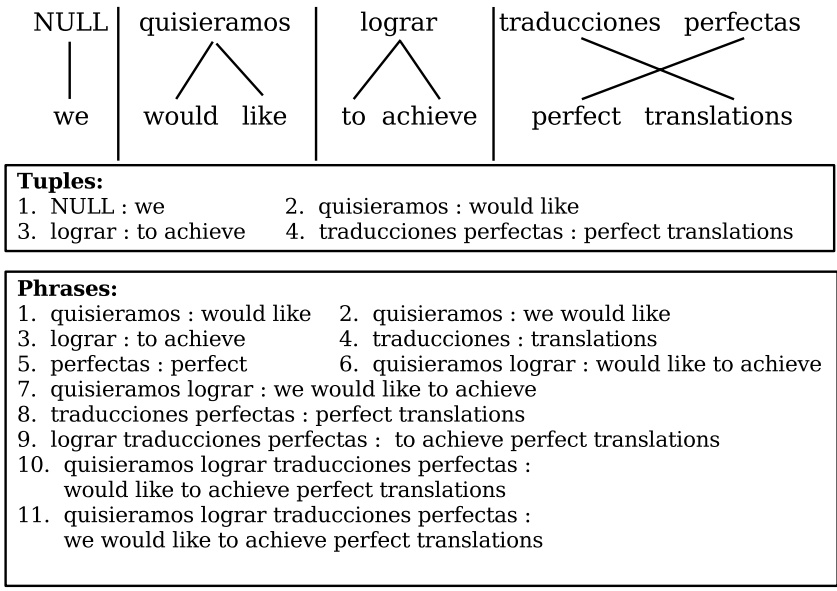 NULL quisieramos lograr traducciones perfectas
we would like to achieve perfect translations
Tuples:
1. NULL : we 2. quisieramos : would like
3. lograr : to achieve 4. traducciones perfectas : perfect translations
Phrases:
1. quisieramos : would like 2. quisieramos : we would like
3. lograr : to achieve 4. traducciones : translations
5. perfectas : perfect 6. quisieramos lograr : would like to achieve
7. quisieramos lograr : we would like to achieve
8. traducciones perfectas : perfect translations
9. lograr traducciones perfectas : to achieve perfect translations
10. quisieramos lograr traducciones perfectas :
would like to achieve perfect translations
11. quisieramos lograr traducciones perfectas :
we would like to achieve perfect translations